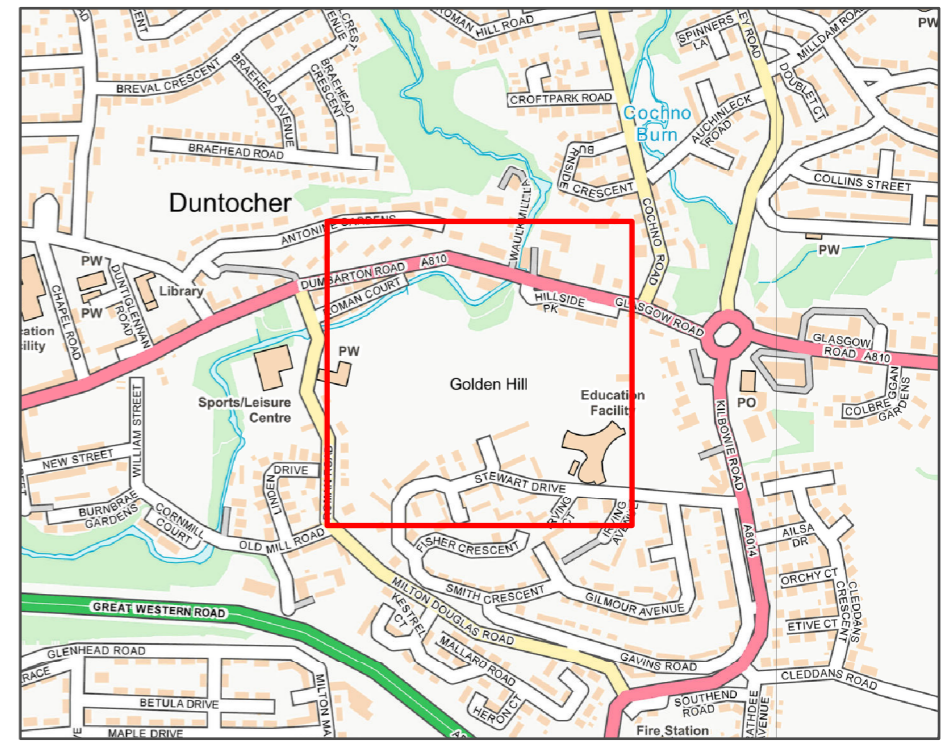 ROMAN HILL ROAD
SPINNERS
LA
MILLDAM ROAD
PW
BREVAL CRESCENT
BRAEHEAD AVENUE
BRAEHEAD
CRESCENT
DOUBLET CT
CROFTPARK ROAD
Cochno
Burn
AUCHINLECK
ROAD
BRAEHEAD ROAD
BURNSIDE
CRESCENT
COLLINS STREET
Duntocher
WAULKMILL LA
COCHNO
ROAD
ANTONINE GARDENS
PW
PW
DUMBARTON ROAD
A810
Library
DUNTIGLENNAN
ROAD
PW
CHAPEL ROAD
ROMAN COURT
HILLSIDE
PK
GLASGOW ROAD
GLASGOW
ROAD A810
PW
Golden Hill
Sports/Leisure
Centre
Education
Facility
PO
COLBREGGAN
GARDENS
KILBOWIE ROAD
WILLIAM STREET
NEW STREET
LINDEN
DRIVE
ROMAN ROAD
STEWART DRIVE
BURNBRAE
GARDENS
CORNMILL
COURT
IRVING
CT
IRVING
AVENUE
OLD MILL ROAD
FISHER CRESCENT
A8014
AILSA
DR
ORCHY CT
CLEDDANS
CRESCENT
SMITH CRESCENT
GILMOUR AVENUE
MILTON DOUGLAS ROAD
KESTREL
CT
GREAT WESTERN ROAD
ETIVE CT
MALLARD ROAD
GAVINS ROAD
GLENHEAD ROAD
CLEDDANS ROAD
BETULA DRIVE
HERON CT
SOUTHEND
ROAD
MAPLE DRIVE
Fire Station